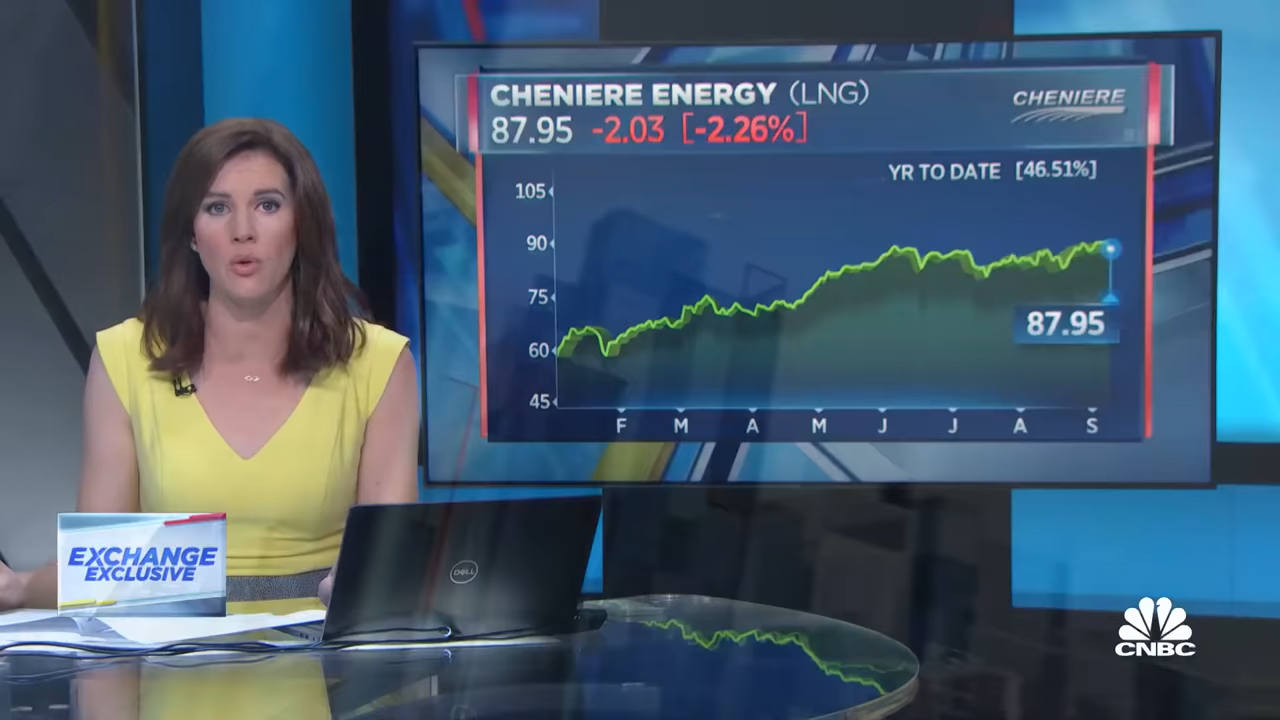 CHENIERE ENERGY (LNG)
CHENIERE
87.95 -2.03 [-2.26%]
YR TO DATE [46.51%]
105
90
75
60
45
87.95
F M A M J J A S
EXCHANGE
EXCLUSIVE
DELL
CNBC